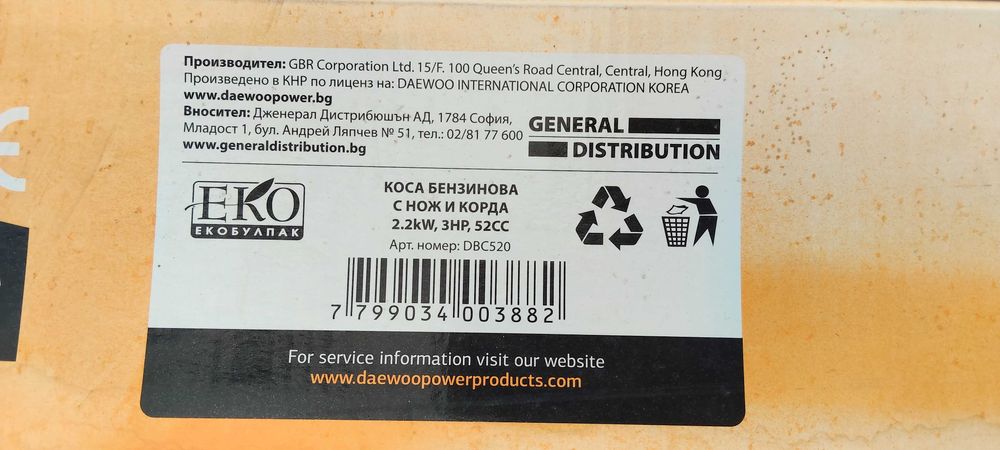 Производител: GBR Corporation Ltd. 15/F. 100 Queen's Road Central, Central, Hong Kong
Произведено в КНР по лиценз на: DAEWOO INTERNATIONAL CORPORATION KOREA
www.daewoopower.bg
Вносител: Дженерал Дистрибюшън АД, 1784 София,
Младост 1, бул. Андрей Ляпчев № 51, тел.: 02/81 77 600
www.generaldistribution.bg
GENERAL
DISTRIBUTION
ЕКО
ЕКОБУЛПАК
КОСА БЕНЗИНОВА
С НОЖ И КОРДА
2.2kW, 3HP, 52CC
Арт. номер: DBC520
7 799034 003882
For service information visit our website
www.daewoopowerproducts.com
CE